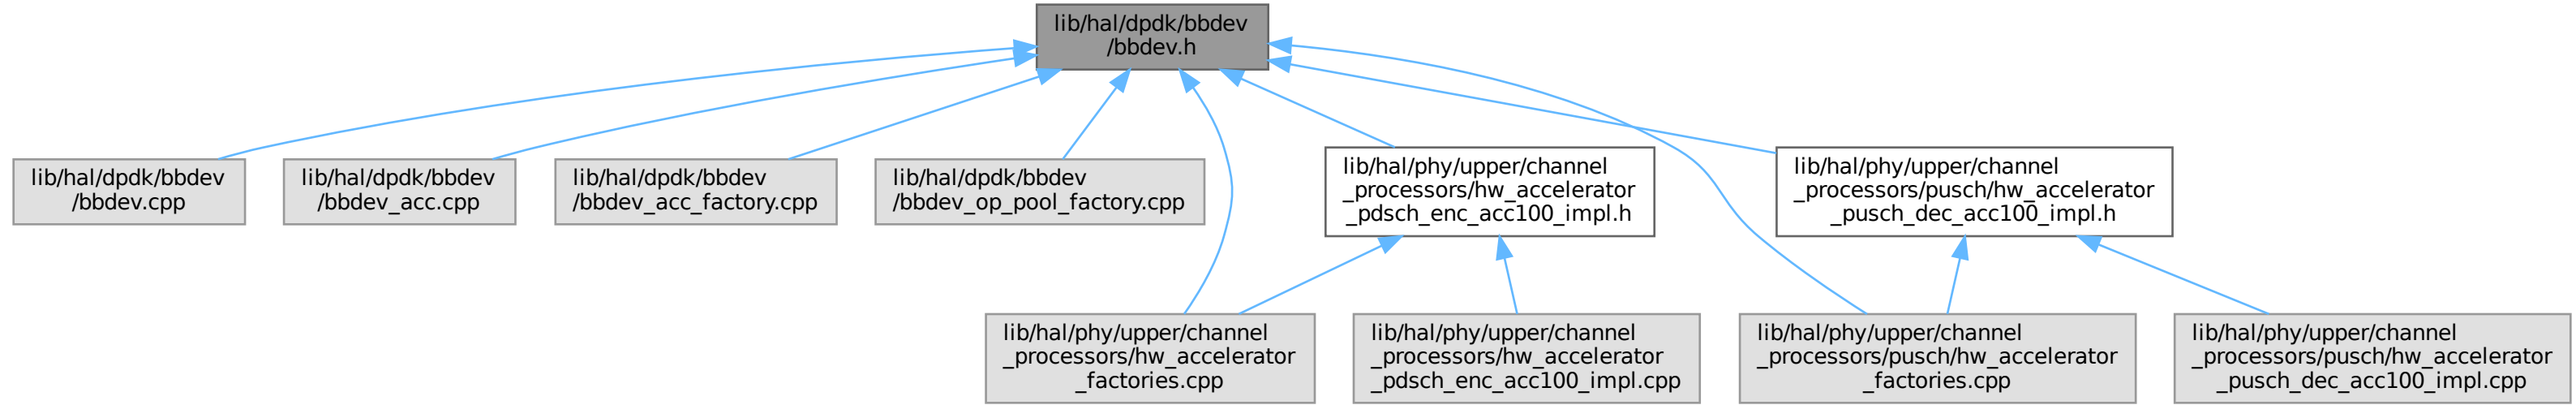 lib/hal/dpdk/bbdev
/bbdev.h
lib/hal/dpdk/bbdev
/bbdev.cpp
lib/hal/dpdk/bbdev
/bbdev_acc.cpp
lib/hal/dpdk/bbdev
/bbdev_acc_factory.cpp
lib/hal/dpdk/bbdev
/bbdev_op_pool_factory.cpp
lib/hal/phy/upper/channel
_processors/hw_accelerator
_pdsch_enc_acc100_impl.h
lib/hal/phy/upper/channel
_processors/pusch/hw_accelerator
_pusch_dec_acc100_impl.h
lib/hal/phy/upper/channel
_processors/hw_accelerator
_factories.cpp
lib/hal/phy/upper/channel
_processors/hw_accelerator
_pdsch_enc_acc100_impl.cpp
lib/hal/phy/upper/channel
_processors/pusch/hw_accelerator
_factories.cpp
lib/hal/phy/upper/channel
_processors/pusch/hw_accelerator
_pusch_dec_acc100_impl.cpp